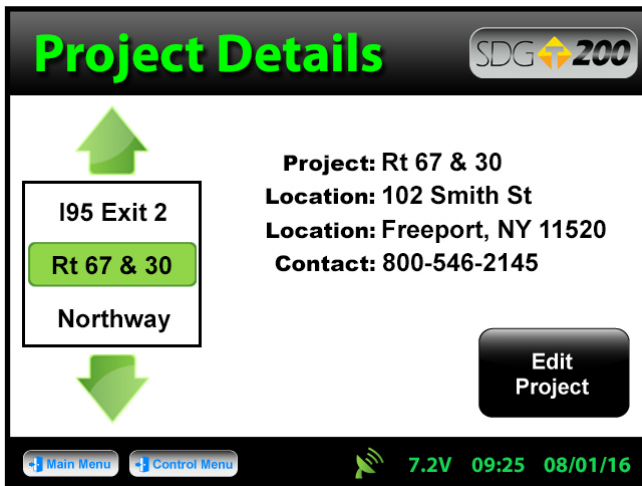 Project Details
SDG 200
I95 Exit 2
Rt 67 & 30
Northway
Project: Rt 67 & 30
Location: 102 Smith St
Location: Freeport, NY 11520
Contact: 800-546-2145
Edit
Project
Main Menu
Control Menu
7.2V 09:25 08/01/16